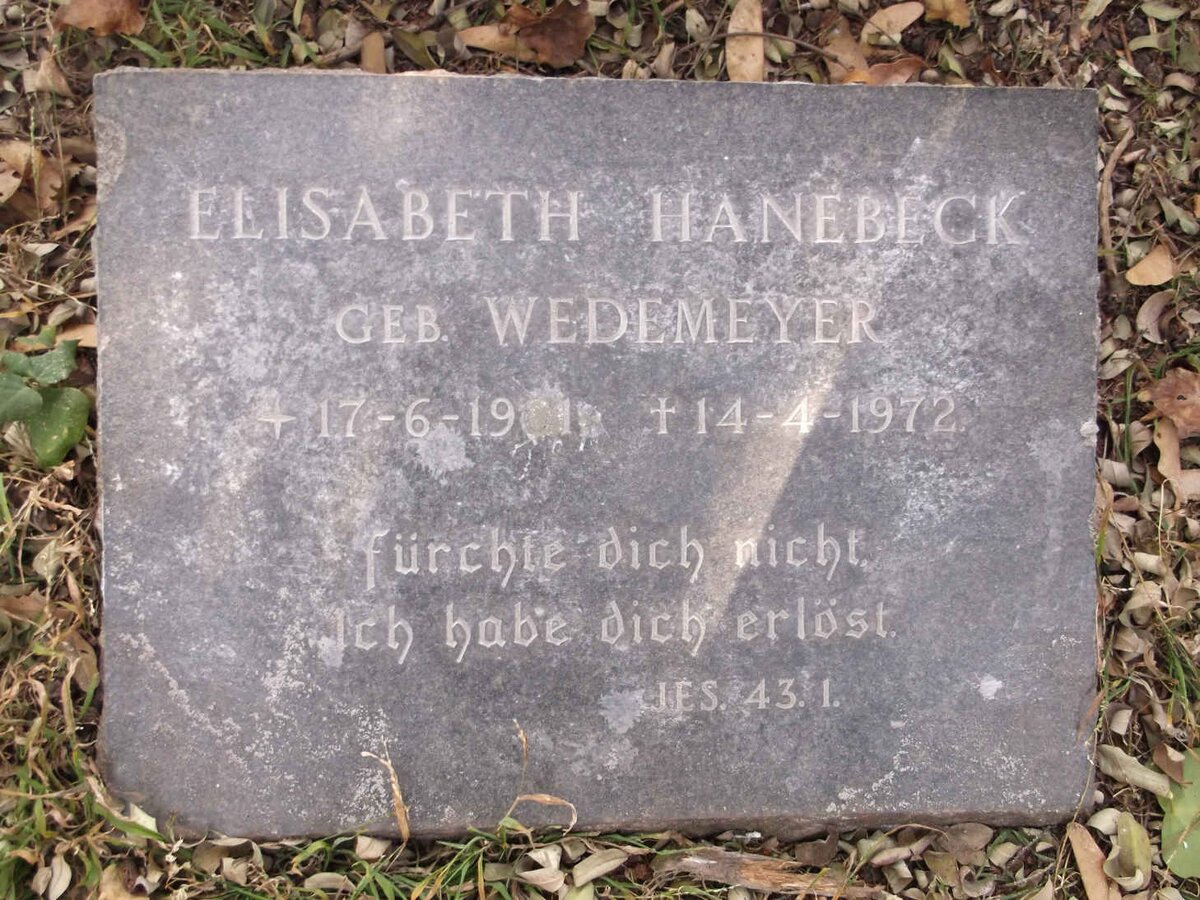 ELISABETH HANEBECK
GEB. WEDEMEYER
✝ 14-4-1972.
fürchte dich nicht.
Ich habe dich erlöst.
JES. 43. 1.